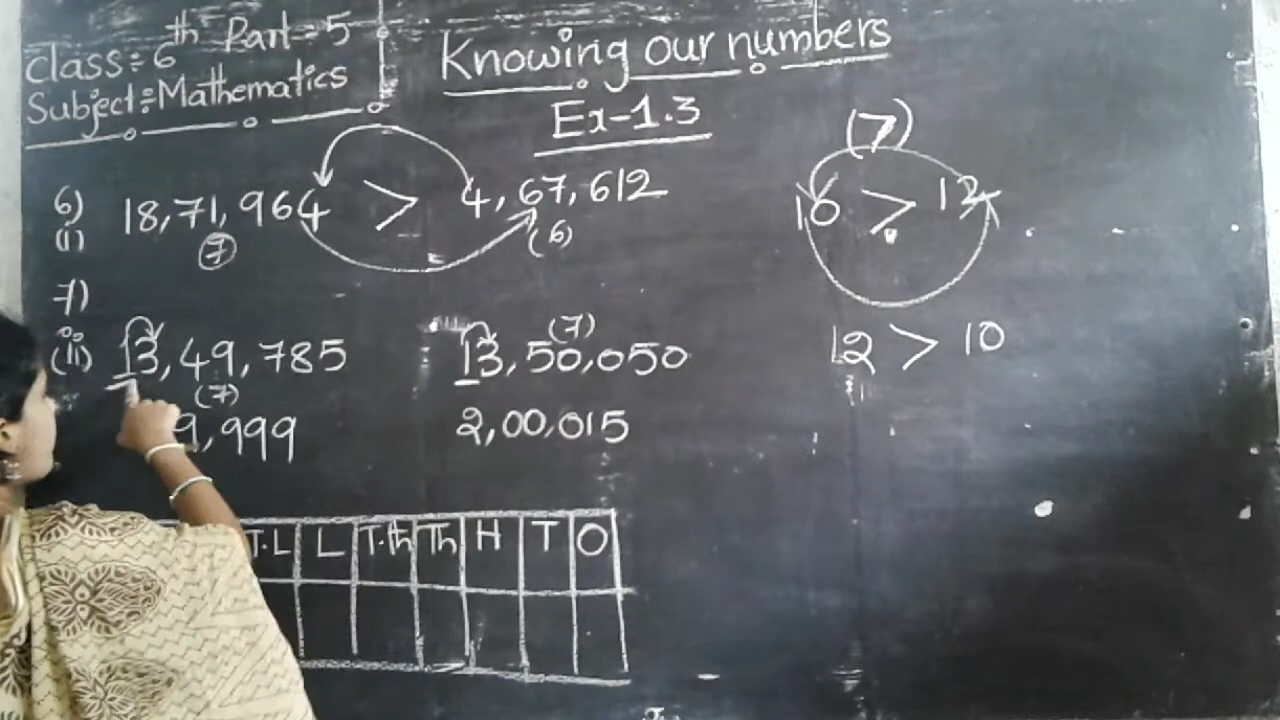 Class:- 6th Part-5
Subject:- Mathematics
Knowing our numbers
Ex-1.3
6) (i) 18,71,964 > 4,67,612
(7) (6)
(7)
16 > 12
12 > 10
7)
(ii) 13,49,785 13,50,050
(7) (7)
9,999 2,00,015
T.L L T.th Th H T O